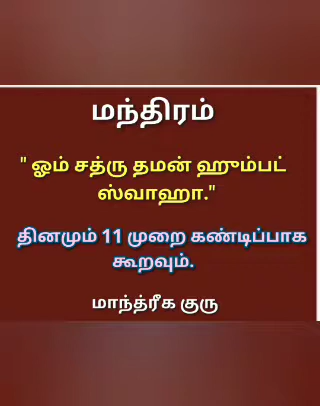 மந்திரம்
" ஓம் சத்ரு தமன் ஹும்பட்
ஸ்வாஹா."
தினமும் 11 முறை கண்டிப்பாக
கூறவும்.
மாந்த்ரீக குரு